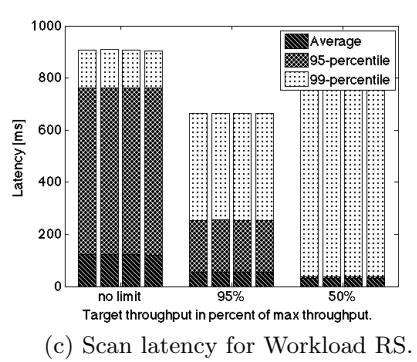 1000
800
600
400
200
0
Latency [ms]
Average
95-percentile
99-percentile
no limit 95% 50%
Target throughput in percent of max throughput.
(c) Scan latency for Workload RS.